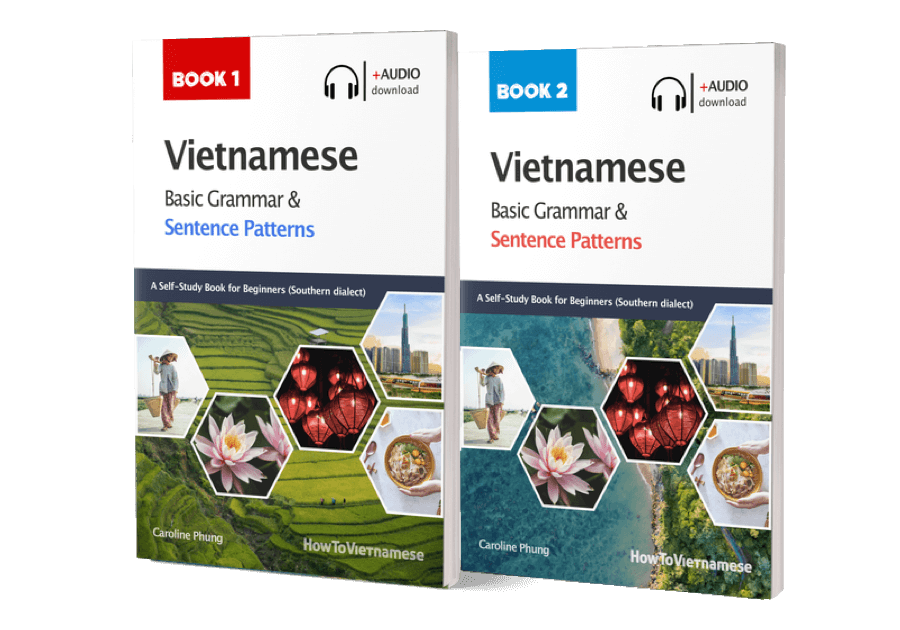 BOOK 1
+AUDIO
download
Vietnamese
Basic Grammar &
Sentence Patterns
A Self-Study Book for Beginners (Southern dialect)
Caroline Phung
HowToVietnamese
BOOK 2
+AUDIO
download
Vietnamese
Basic Grammar &
Sentence Patterns
A Self-Study Book for Beginners (Southern dialect)
Caroline Phung
HowToVietnamese